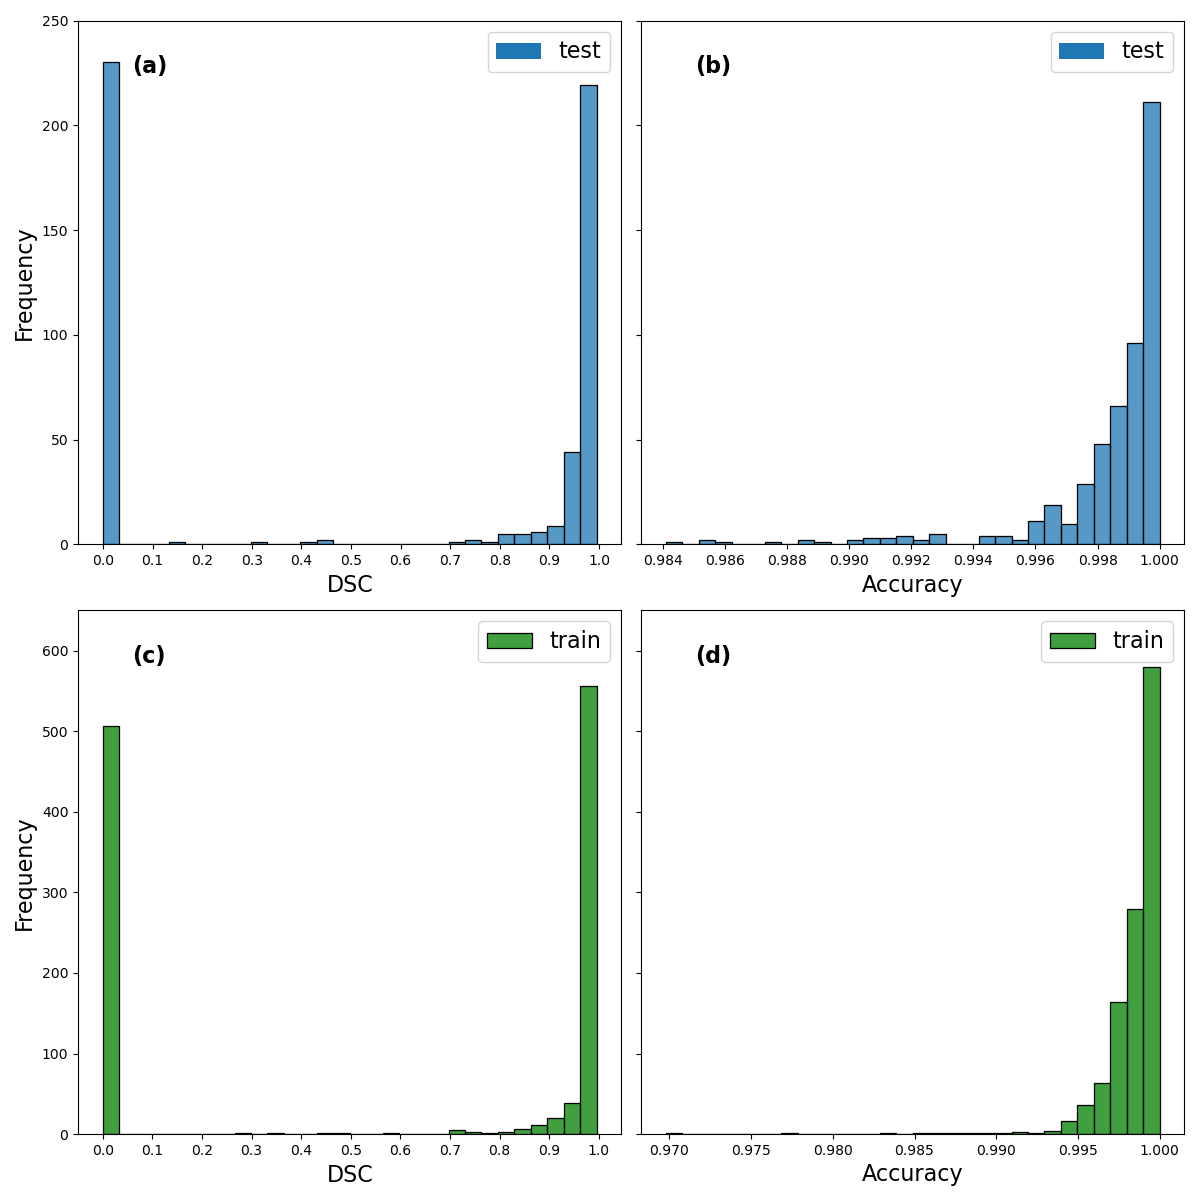 250
200
150
100
50
0
Frequency
(a)
test
0.0 0.1 0.2 0.3 0.4 0.5 0.6 0.7 0.8 0.9 1.0
DSC
(b)
test
0.984 0.986 0.988 0.990 0.992 0.994 0.996 0.998 1.000
Accuracy
600
500
400
300
200
100
0
Frequency
(c)
train
0.0 0.1 0.2 0.3 0.4 0.5 0.6 0.7 0.8 0.9 1.0
DSC
(d)
train
0.970 0.975 0.980 0.985 0.990 0.995 1.000
Accuracy